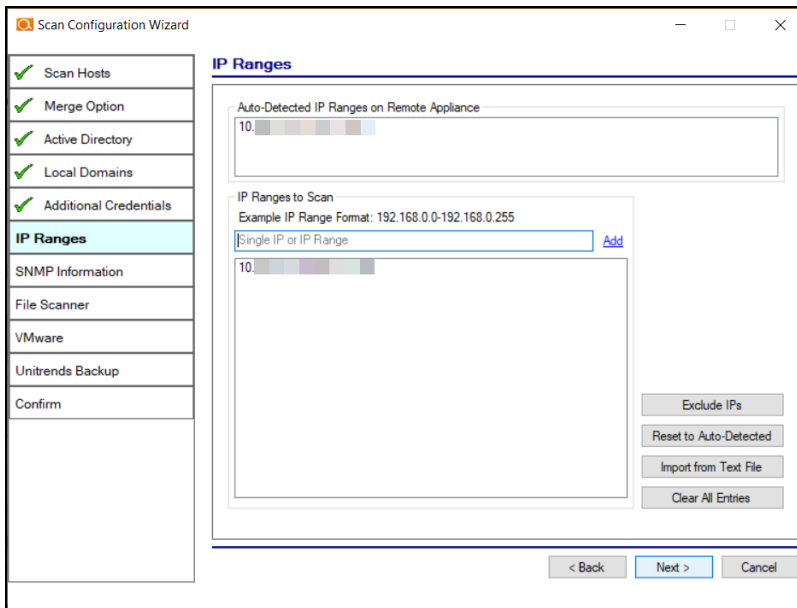 Scan Configuration Wizard
Scan Hosts
Merge Option
Active Directory
Local Domains
Additional Credentials
IP Ranges
SNMP Information
File Scanner
VMware
Unitrends Backup
Confirm
IP Ranges
Auto-Detected IP Ranges on Remote Appliance
10.
IP Ranges to Scan
Example IP Range Format: 192.168.0.0-192.168.0.255
Single IP or IP Range
Add
10.
Exclude IPs
Reset to Auto-Detected
Import from Text File
Clear All Entries
< Back
Next >
Cancel